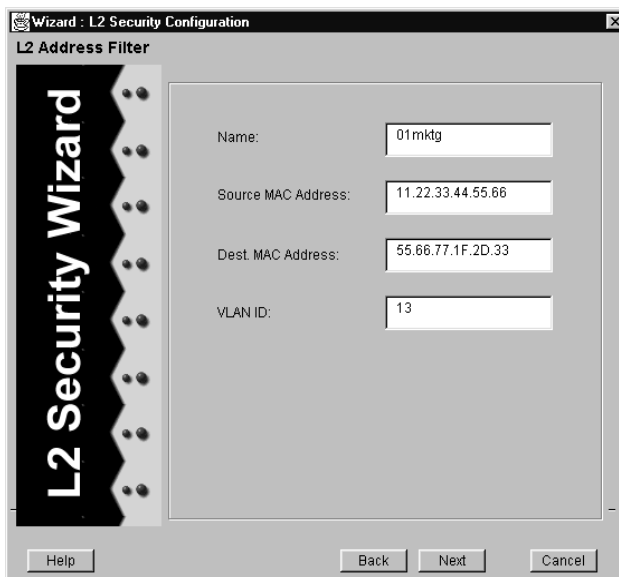 Wizard : L2 Security Configuration
L2 Address Filter
L2 Security Wizard
Name: 01mktg
Source MAC Address: 11.22.33.44.55.66
Dest. MAC Address: 55.66.77.1F.2D.33
VLAN ID: 13
Help Back Next Cancel